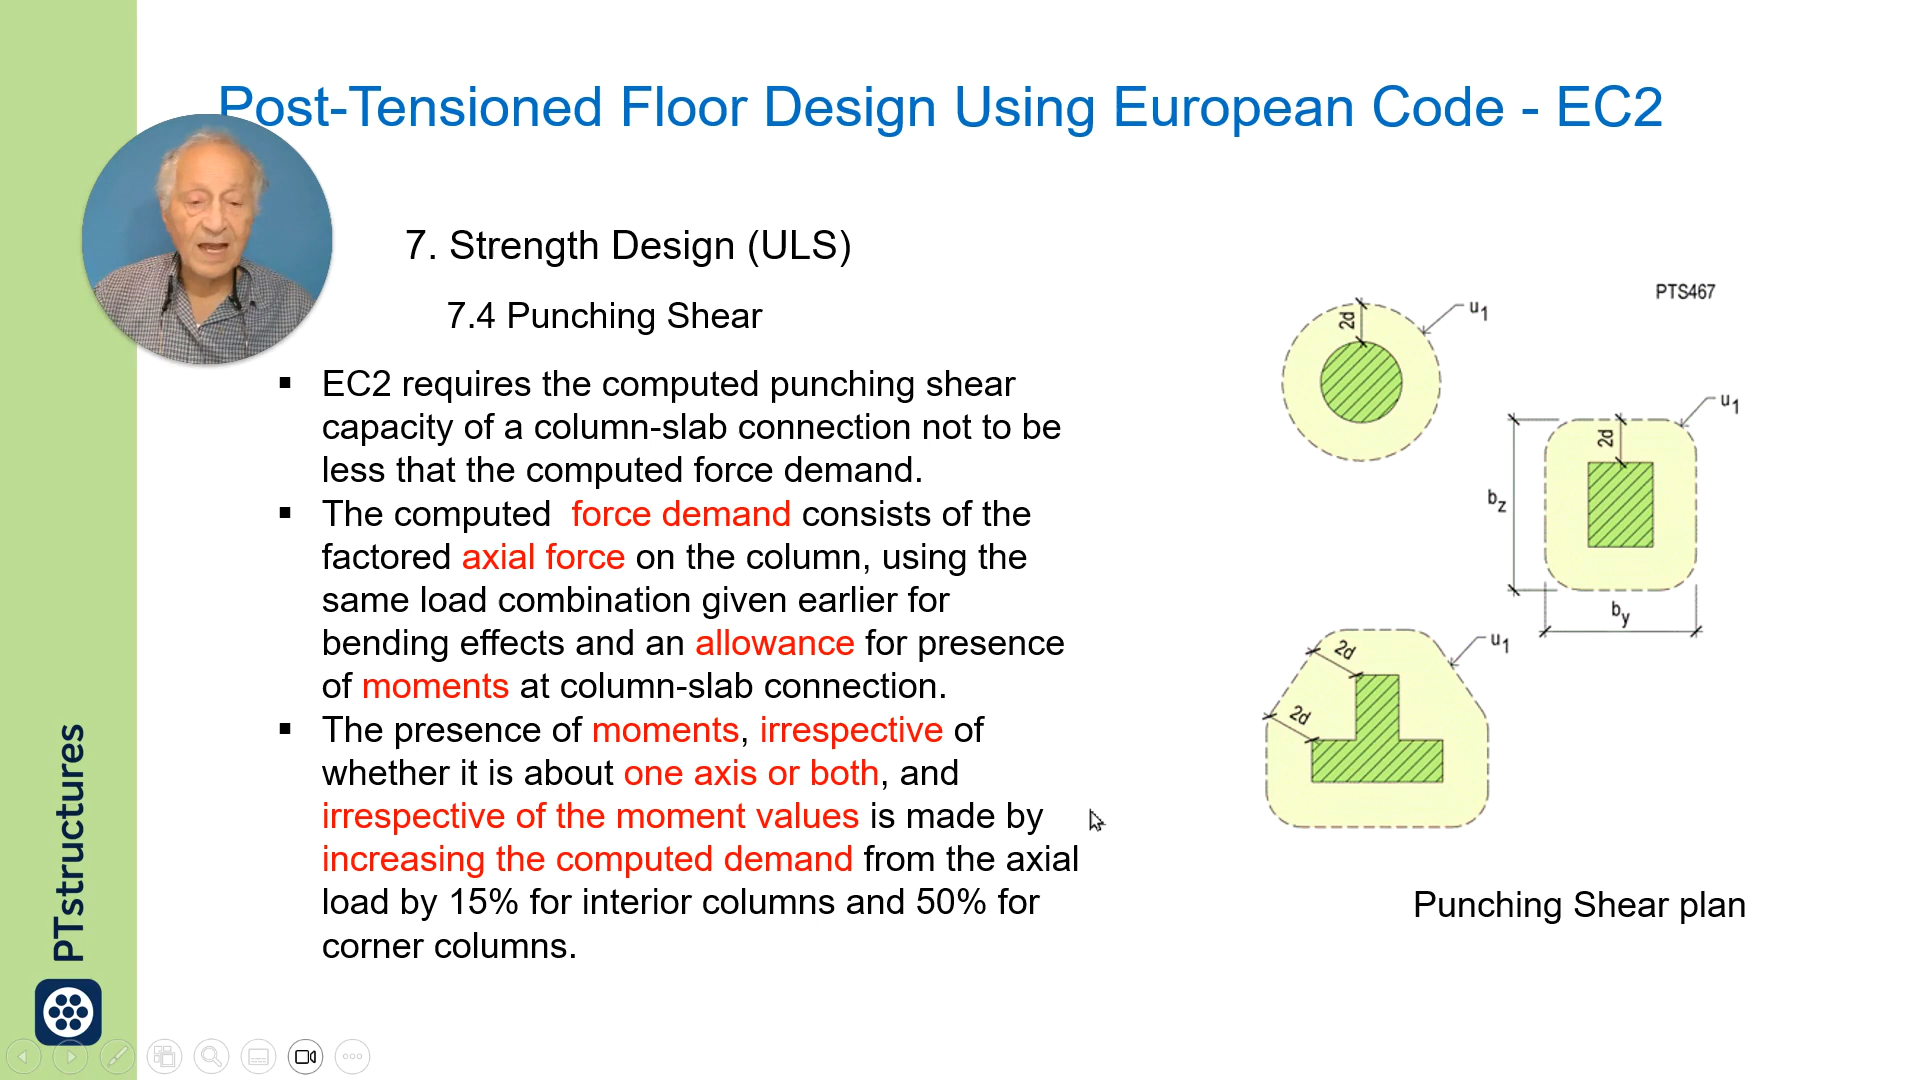 Post-Tensioned Floor Design Using European Code - EC2
7. Strength Design (ULS)
7.4 Punching Shear
▪ EC2 requires the computed punching shear
capacity of a column-slab connection not to be
less that the computed force demand.
▪ The computed  force demand consists of the
factored axial force on the column, using the
same load combination given earlier for
bending effects and an allowance for presence
of moments at column-slab connection.
▪ The presence of moments, irrespective of
whether it is about one axis or both, and
irrespective of the moment values is made by
increasing the computed demand from the axial
load by 15% for interior columns and 50% for
corner columns.
PTS467
2d
u1
u1
2d
bz
by
u1
2d
2d
Punching Shear plan
PTstructures